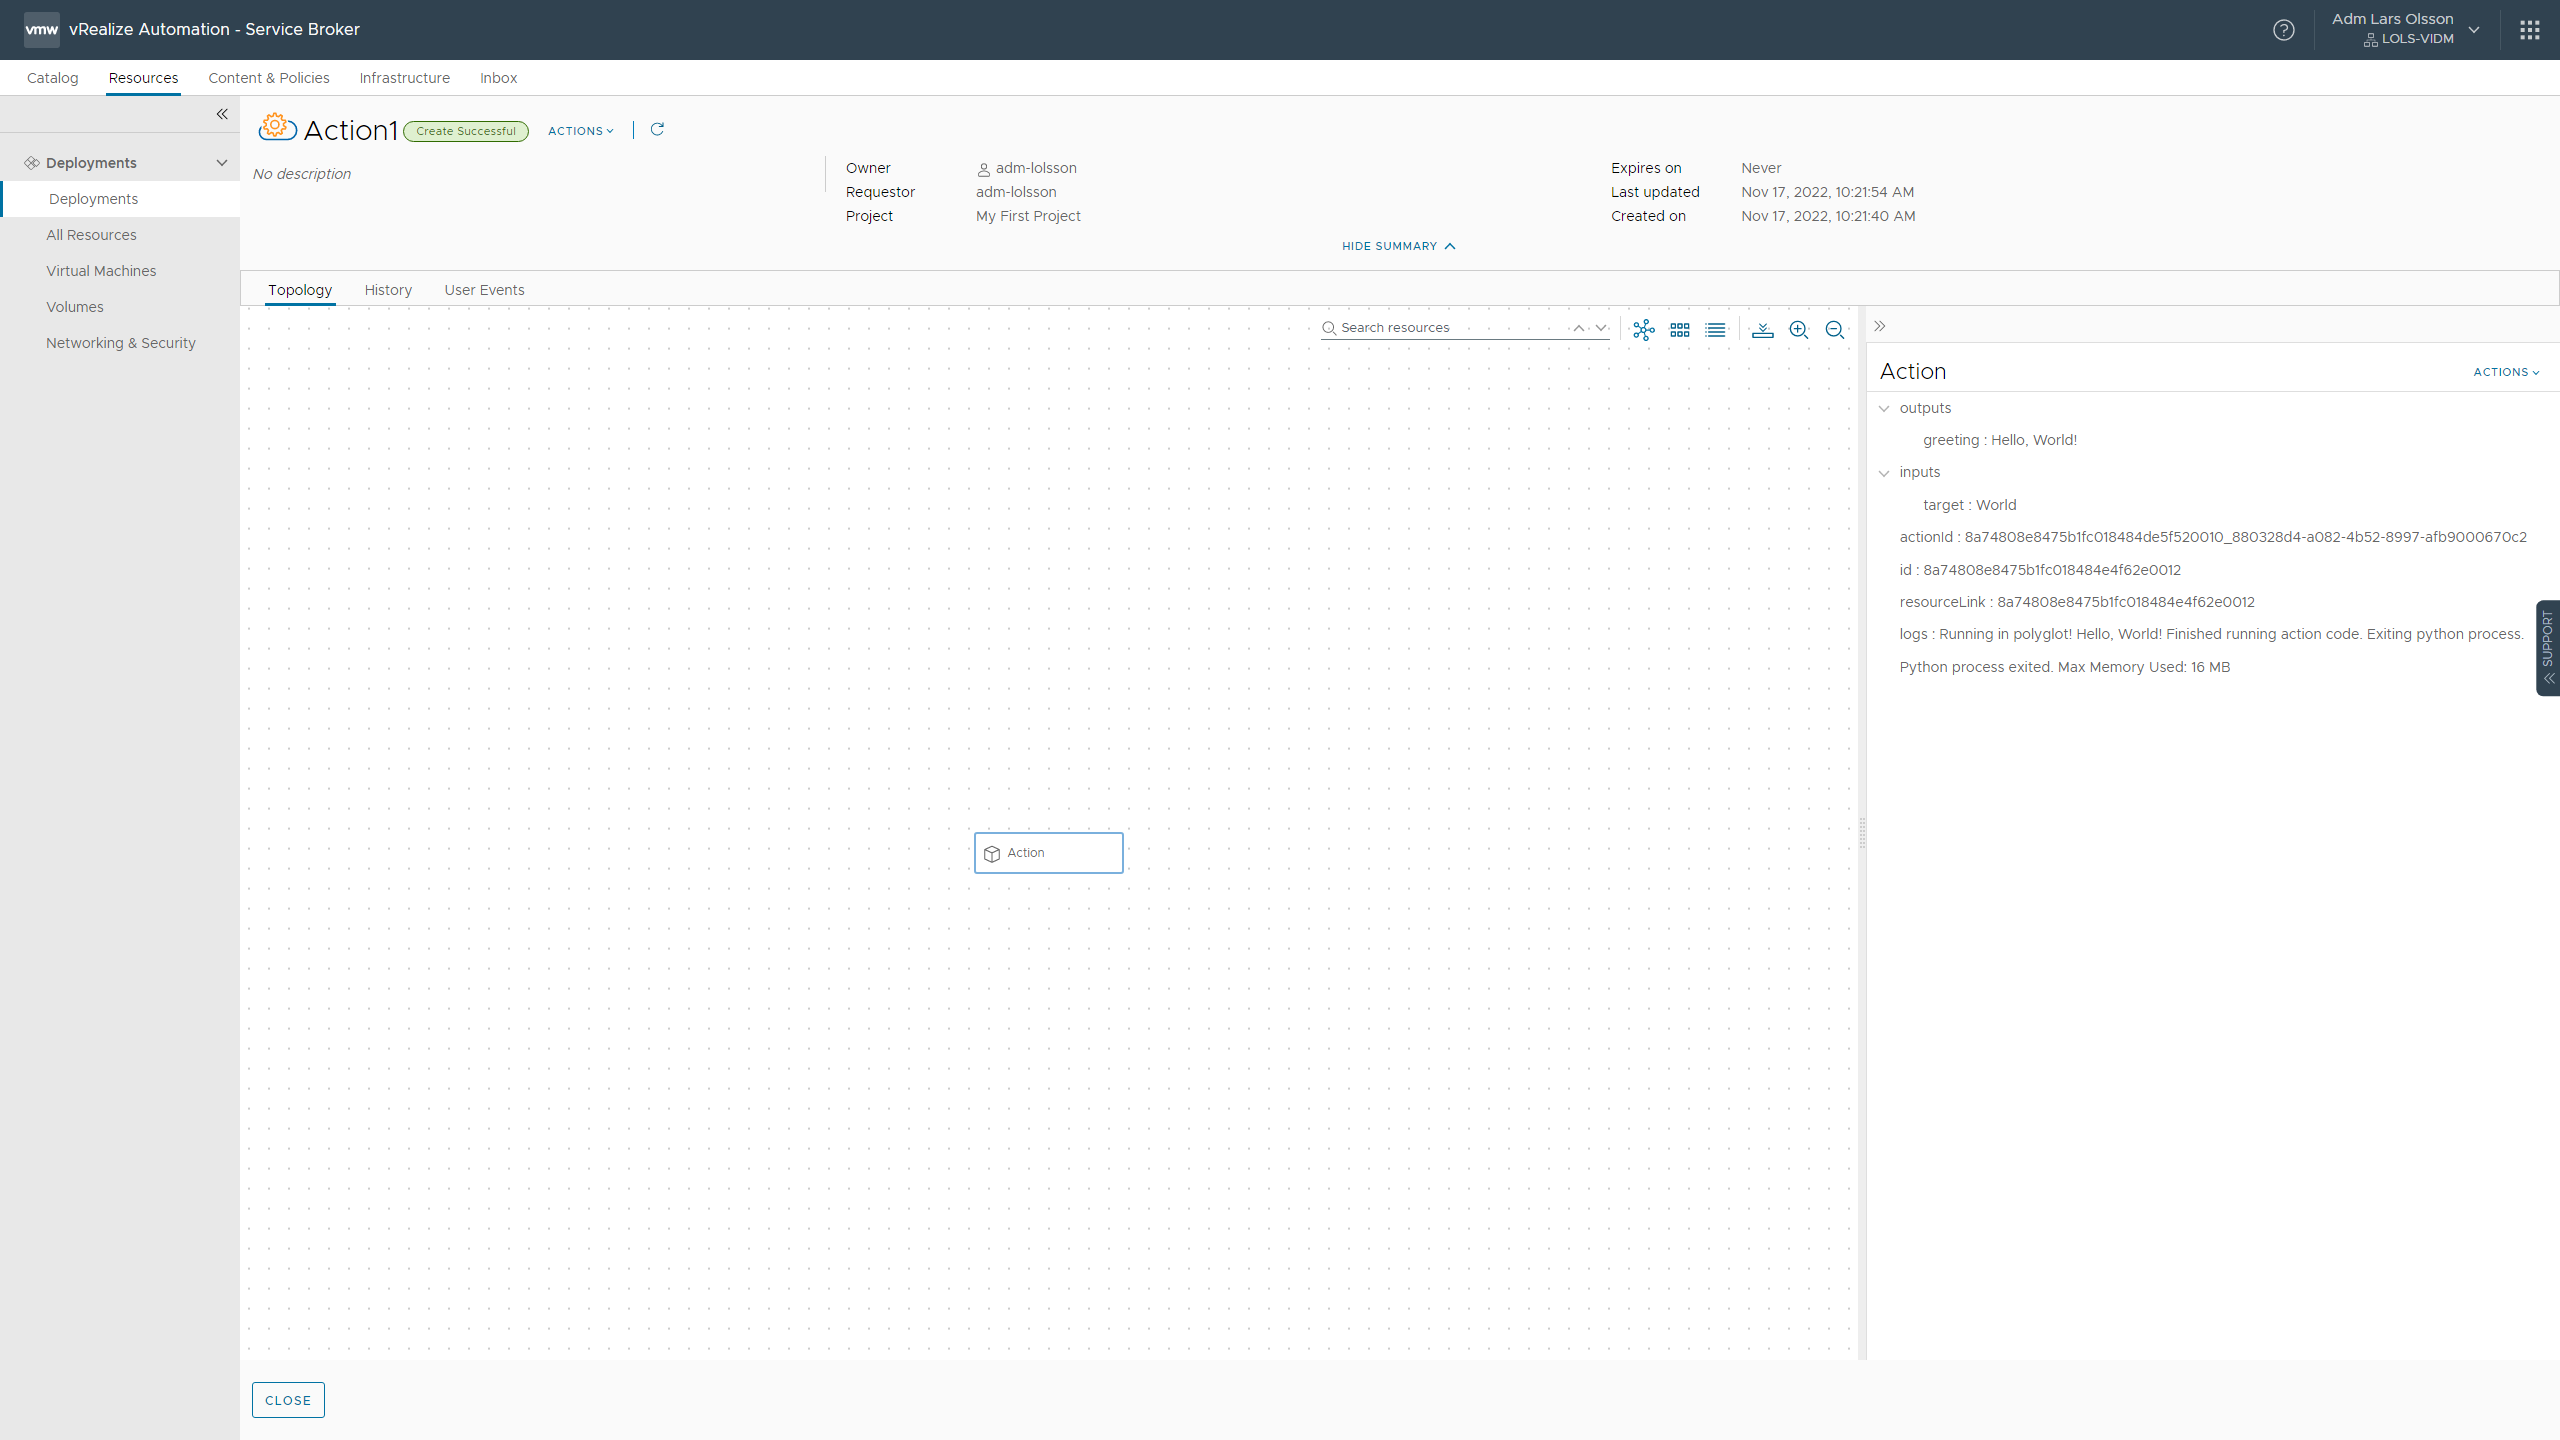 vmw vRealize Automation - Service Broker
Adm Lars Olsson
LOLS-VIDM
Catalog Resources Content & Policies Infrastructure Inbox
Deployments
Deployments
All Resources
Virtual Machines
Volumes
Networking & Security
Action1 Create Successful ACTIONS
No description
Owner adm-lolsson
Requestor adm-lolsson
Project My First Project
Expires on Never
Last updated Nov 17, 2022, 10:21:54 AM
Created on Nov 17, 2022, 10:21:40 AM
HIDE SUMMARY
Topology History User Events
Search resources
Action
Action ACTIONS
outputs
greeting : Hello, World!
inputs
target : World
actionId : 8a74808e8475b1fc018484de5f520010_880328d4-a082-4b52-8997-afb9000670c2
id : 8a74808e8475b1fc018484e4f62e0012
resourceLink : 8a74808e8475b1fc018484e4f62e0012
logs : Running in polyglot! Hello, World! Finished running action code. Exiting python process.
Python process exited. Max Memory Used: 16 MB
SUPPORT
CLOSE